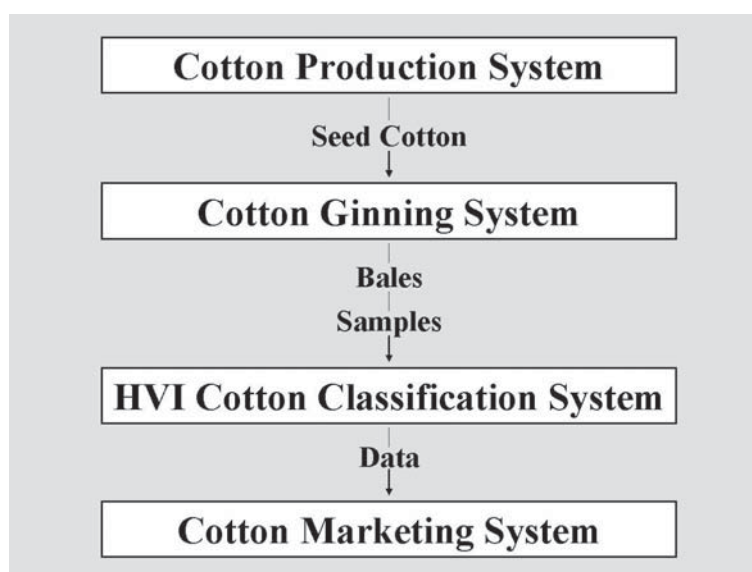 Cotton Production System
Seed Cotton
Cotton Ginning System
Bales
Samples
HVI Cotton Classification System
Data
Cotton Marketing System